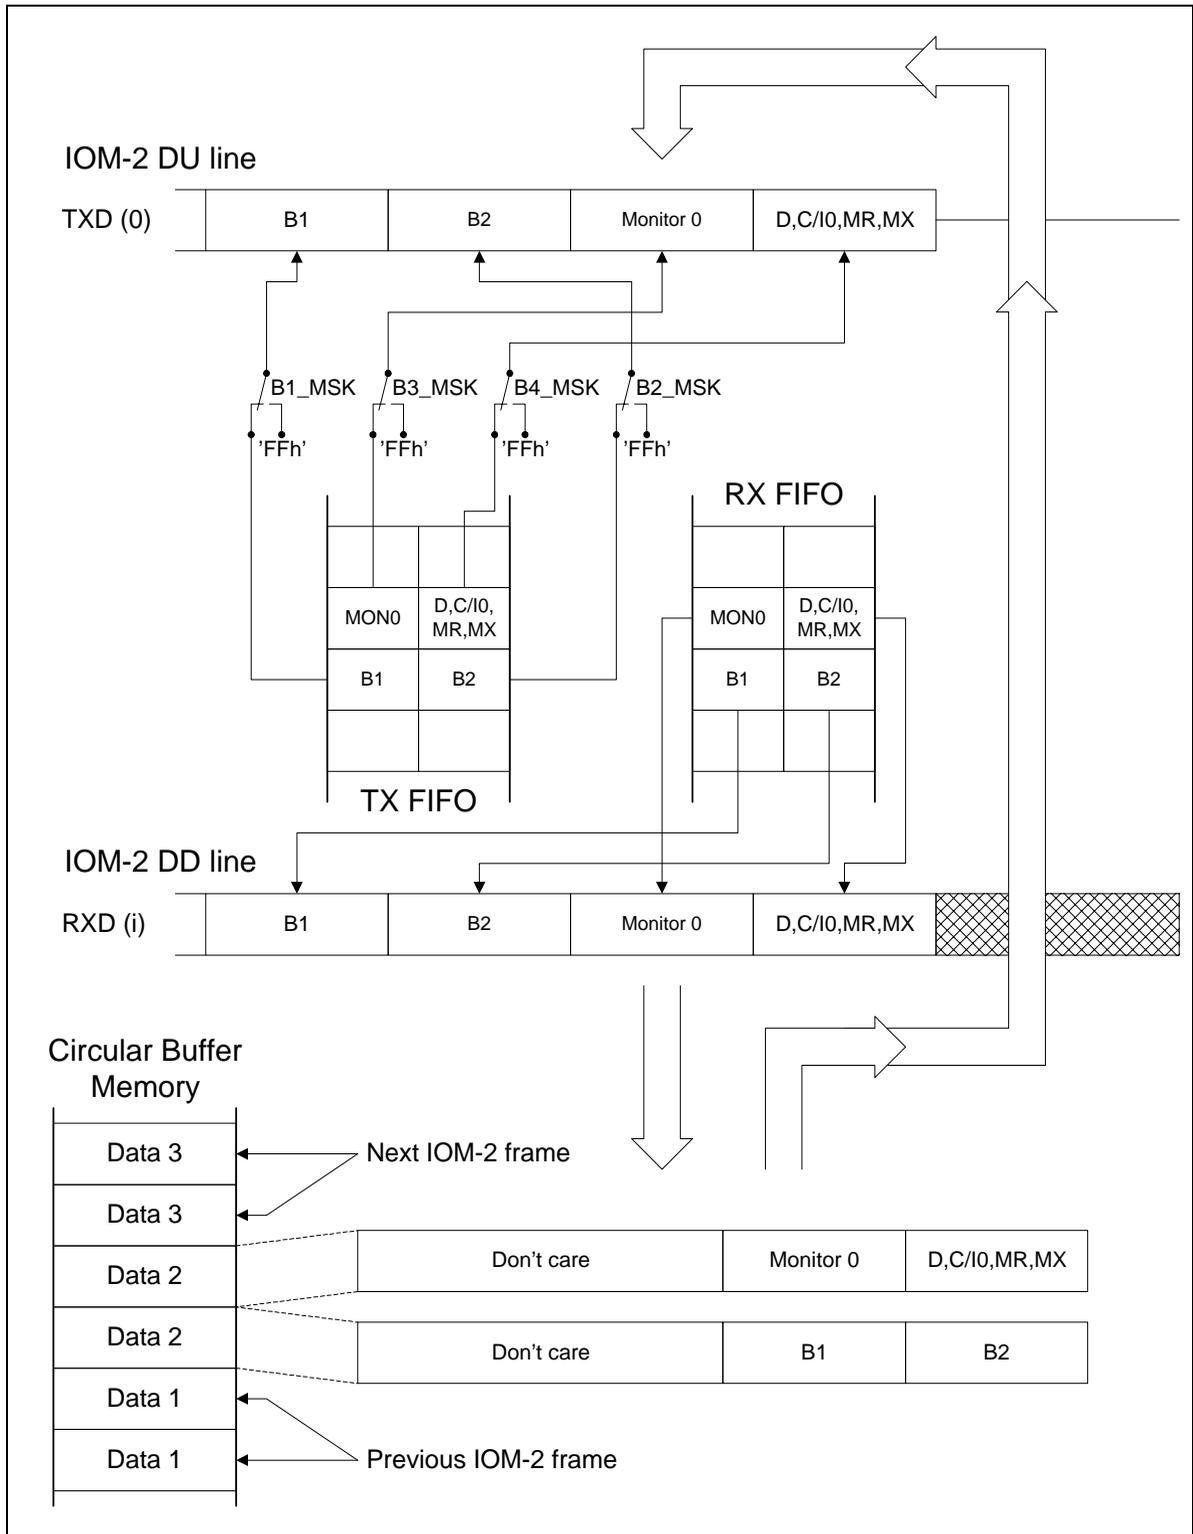 IOM-2 DU line
TXD (0)
B1
B2
Monitor 0
D,C/I0,MR,MX
B1_MSK
B3_MSK
B4_MSK
B2_MSK
’FFh’
’FFh’
’FFh’
’FFh’
RX FIFO
MON0
D,C/I0,
MR,MX
B1
B2
TX FIFO
MON0
D,C/I0,
MR,MX
B1
B2
IOM-2 DD line
RXD (i)
B1
B2
Monitor 0
D,C/I0,MR,MX
Circular Buffer
Memory
Data 3
Next IOM-2 frame
Data 3
Data 2
Don’t care
Monitor 0
D,C/I0,MR,MX
Data 2
Don’t care
B1
B2
Data 1
Data 1
Previous IOM-2 frame